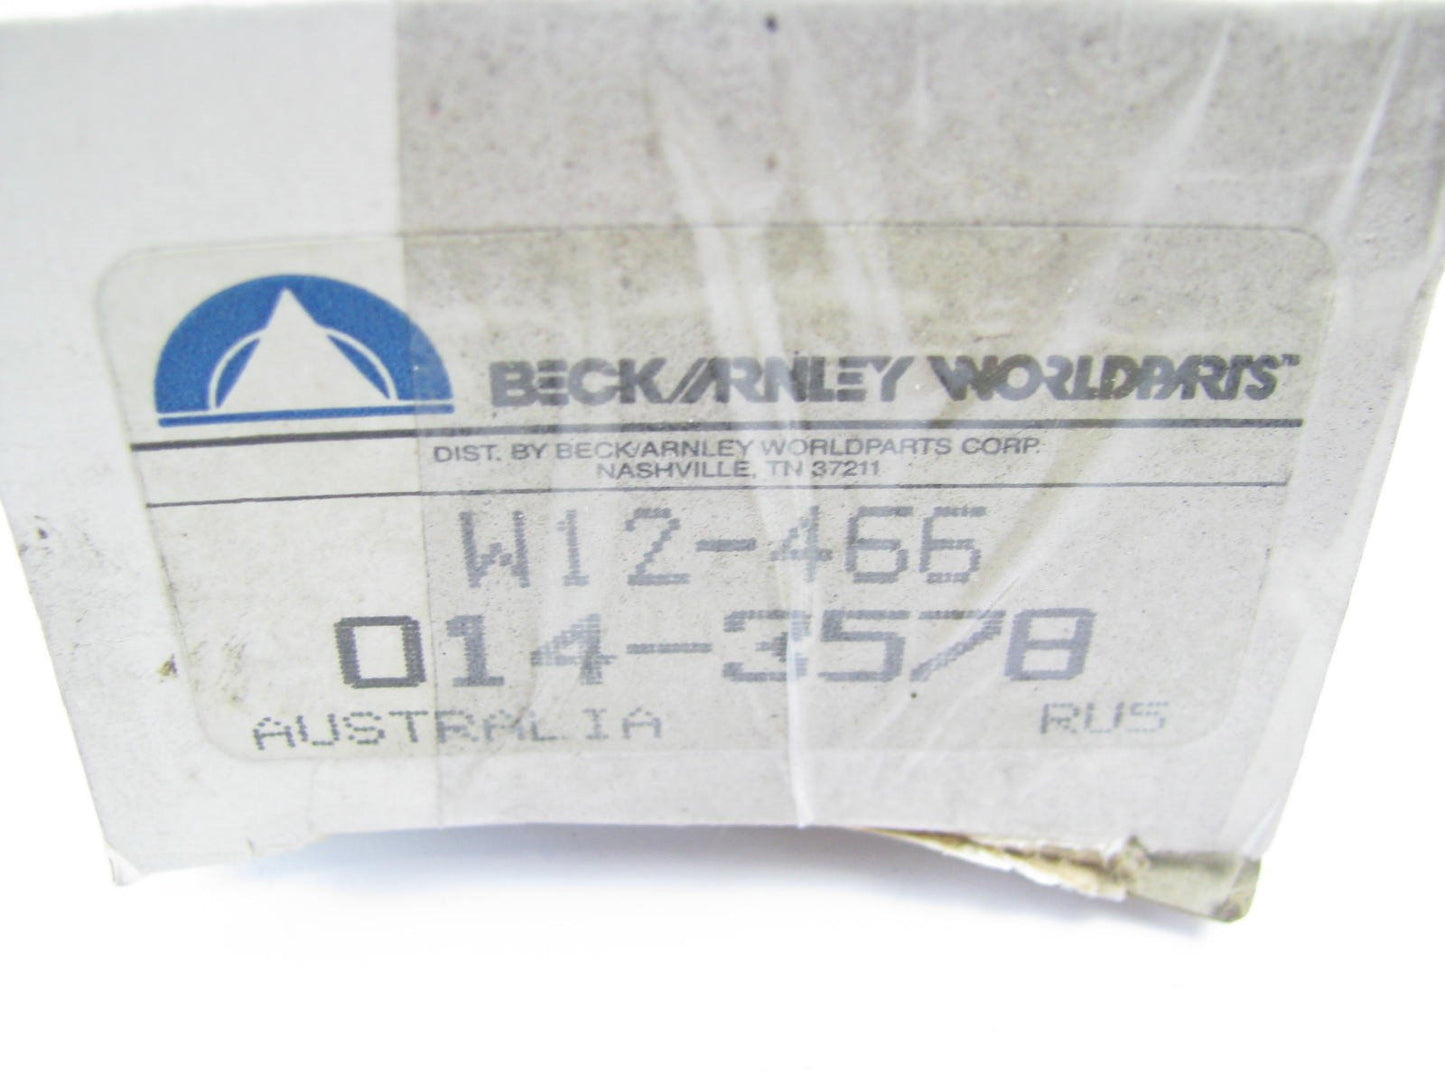 BECK/ARNLEY WORLDPARTS™
DIST. BY BECK/ARNLEY WORLDPARTS CORP.
NASHVILLE, TN 37211
W12-466
014-3578
AUSTRALIA RUS